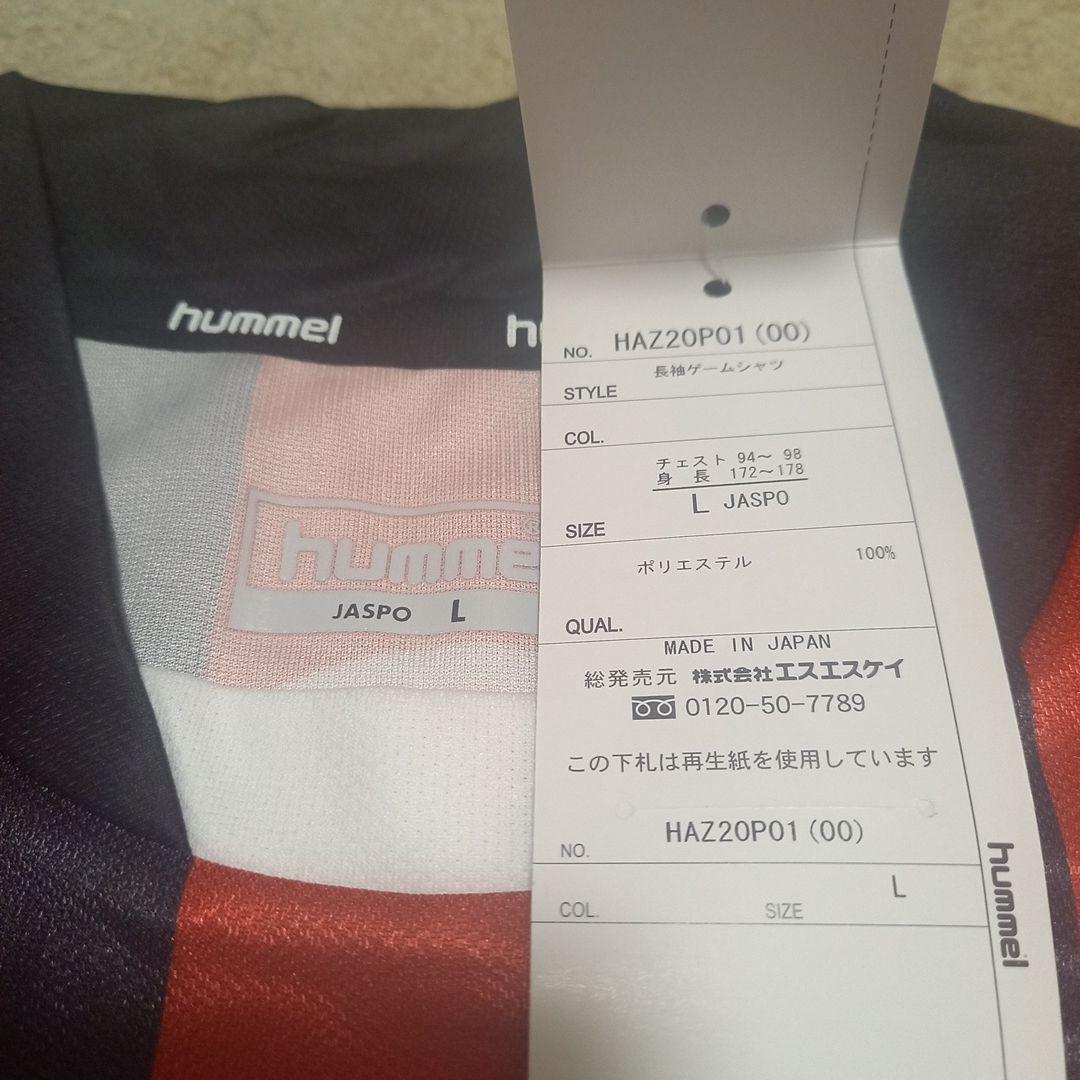 hummel
hummel
JASPO L
NO. HAZ20P01(00)
STYLE 長袖ゲームシャツ
COL.
チェスト 94～ 98
身 長 172～178
L JASPO
SIZE
ポリエステル 100%
QUAL.
MADE IN JAPAN
総発売元 株式会社エスエスケイ
0120-50-7789
この下札は再生紙を使用しています
NO. HAZ20P01(00)
L
COL. SIZE
hummel